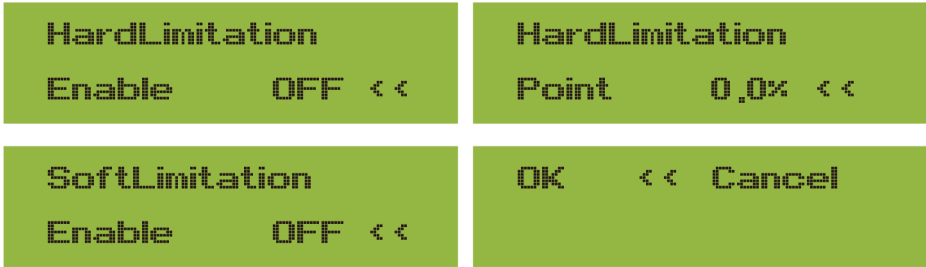 HardLimitation
Enable OFF <<
HardLimitation
Point 0.0% <<
SoftLimitation
Enable OFF <<
OK << Cancel